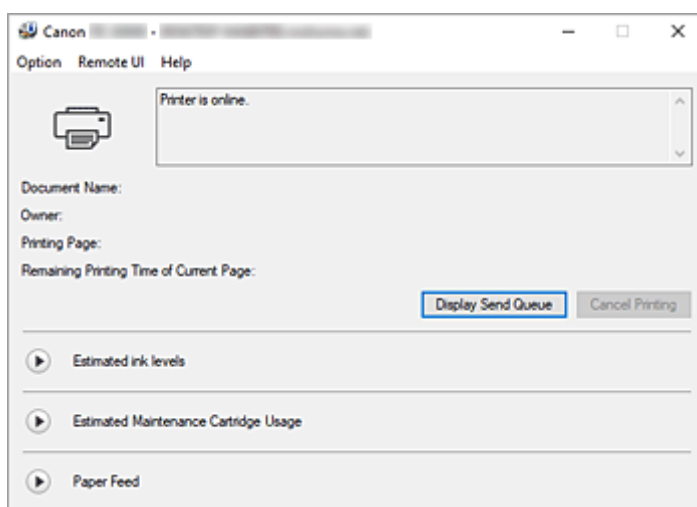 Canon -
Option Remote UI Help
Printer is online.
Document Name:
Owner:
Printing Page:
Remaining Printing Time of Current Page:
Display Send Queue Cancel Printing
Estimated ink levels
Estimated Maintenance Cartridge Usage
Paper Feed